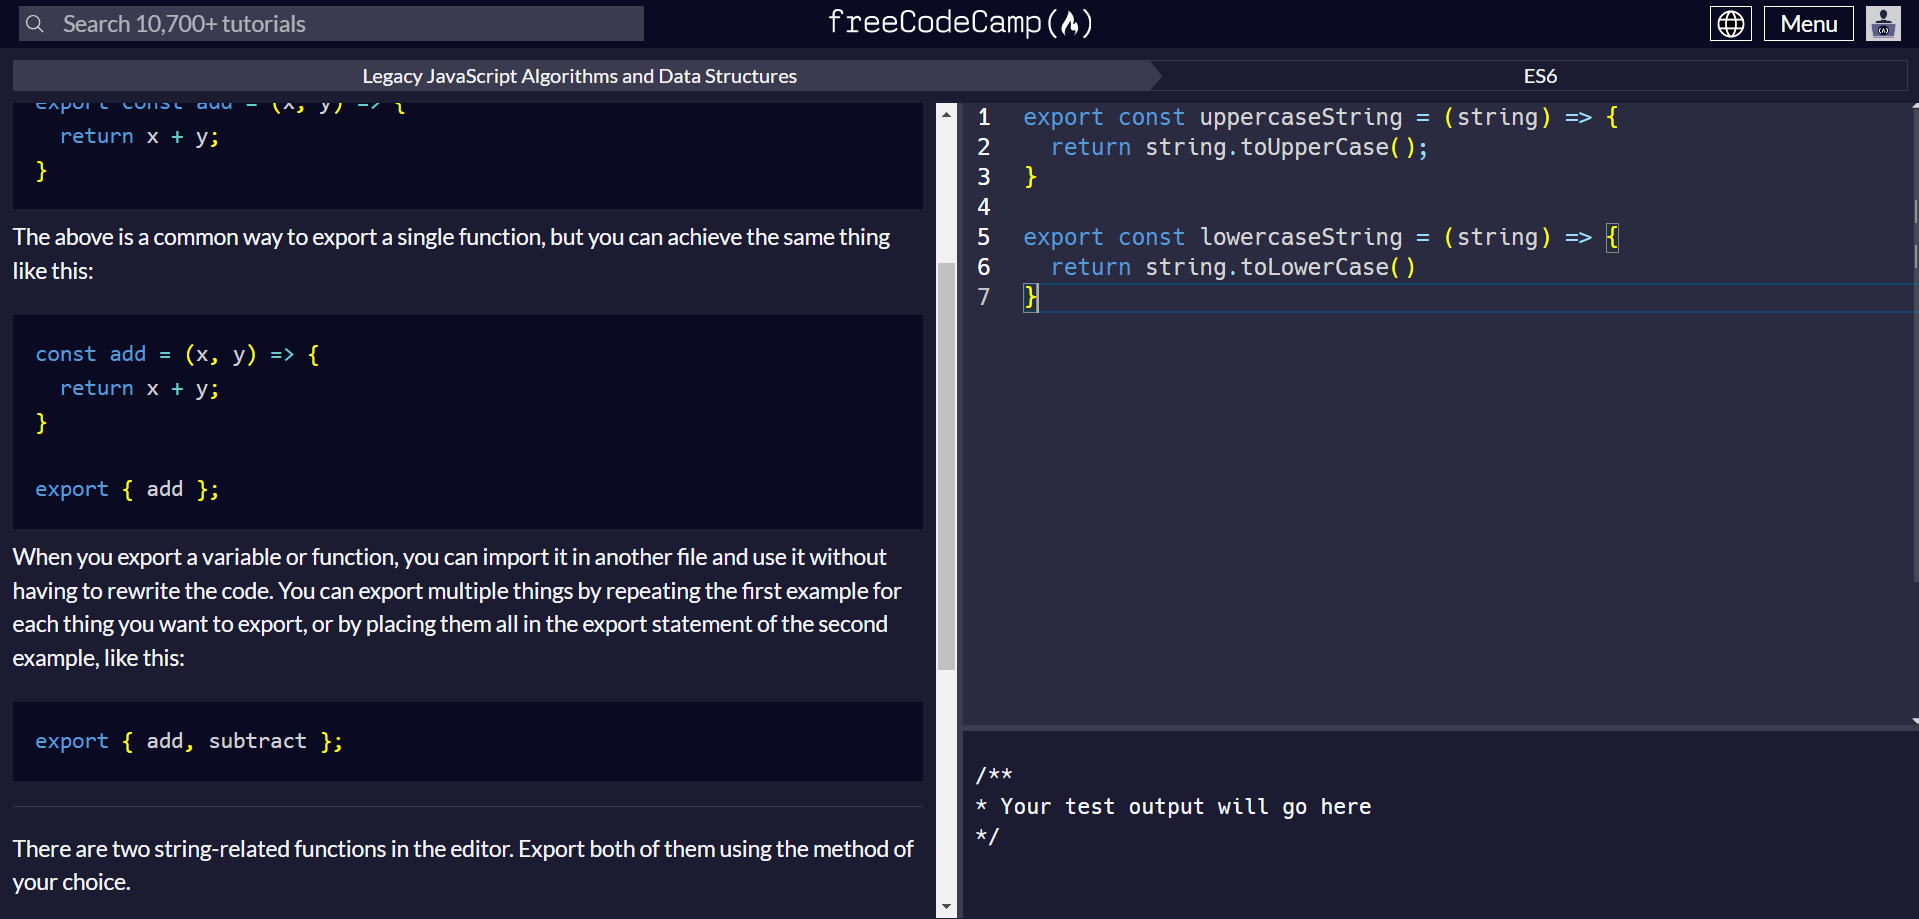 Search 10,700+ tutorials
freeCodeCamp(🔥)
Menu
Legacy JavaScript Algorithms and Data Structures
ES6
export const add = (x, y) => {
  return x + y;
}
The above is a common way to export a single function, but you can achieve the same thing
like this:
const add = (x, y) => {
  return x + y;
}
export { add };
When you export a variable or function, you can import it in another file and use it without
having to rewrite the code. You can export multiple things by repeating the first example for
each thing you want to export, or by placing them all in the export statement of the second
example, like this:
export { add, subtract };
There are two string-related functions in the editor. Export both of them using the method of
your choice.
1 export const uppercaseString = (string) => {
2   return string.toUpperCase();
3 }
4
5 export const lowercaseString = (string) => {
6   return string.toLowerCase()
7 }
/**
* Your test output will go here
*/